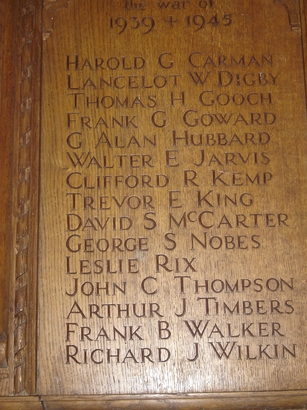 the war of
1939 + 1945
HAROLD G CARMAN
LANCELOT W DIGBY
THOMAS H GOOCH
FRANK G GOWARD
G ALAN HUBBARD
WALTER E JARVIS
CLIFFORD R KEMP
TREVOR E KING
DAVID S MCCARTER
GEORGE S NOBES
LESLIE RIX
JOHN C THOMPSON
ARTHUR J TIMBERS
FRANK B WALKER
RICHARD J WILKIN